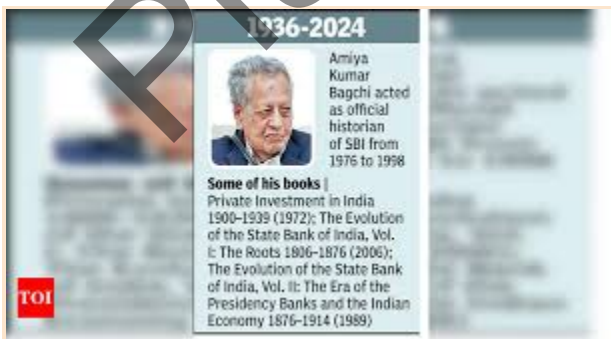 1936-2024
Amiya
Kumar
Bagchi acted
as official
historian
of SBI from
1976 to 1998
Some of his books |
Private Investment in India
1900-1939 (1972); The Evolution
of the State Bank of India, Vol.
I: The Roots 1806-1876 (2006);
The Evolution of the State Bank
of India, Vol. II: The Era of the
Presidency Banks and the Indian
Economy 1876-1914 (1989)
TOI